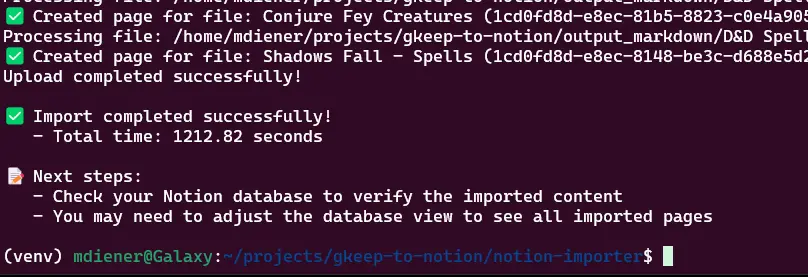 ✅ Created page for file: Conjure Fey Creatures (1cd0fd8d-e8ec-81b5-8823-c0e4a90
Processing file: /home/mdiener/projects/gkeep-to-notion/output_markdown/D&D Spell
✅ Created page for file: Shadows Fall - Spells (1cd0fd8d-e8ec-8148-be3c-d688e5d2
Upload completed successfully!
✅ Import completed successfully!
- Total time: 1212.82 seconds
📝 Next steps:
- Check your Notion database to verify the imported content
- You may need to adjust the database view to see all imported pages
(venv) mdiener@Galaxy:~/projects/gkeep-to-notion/notion-importer$